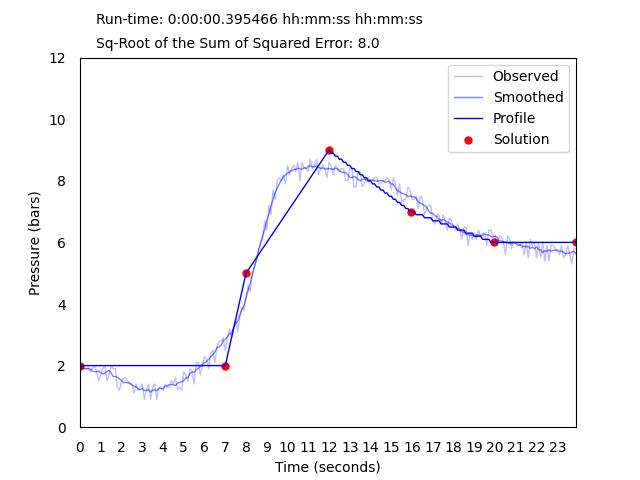 Run-time: 0:00:00.395466 hh:mm:ss hh:mm:ss
Sq-Root of the Sum of Squared Error: 8.0
12
10
8
6
4
2
0
Pressure (bars)
Observed
Smoothed
Profile
Solution
0 1 2 3 4 5 6 7 8 9 10 11 12 13 14 15 16 17 18 19 20 21 22 23
Time (seconds)